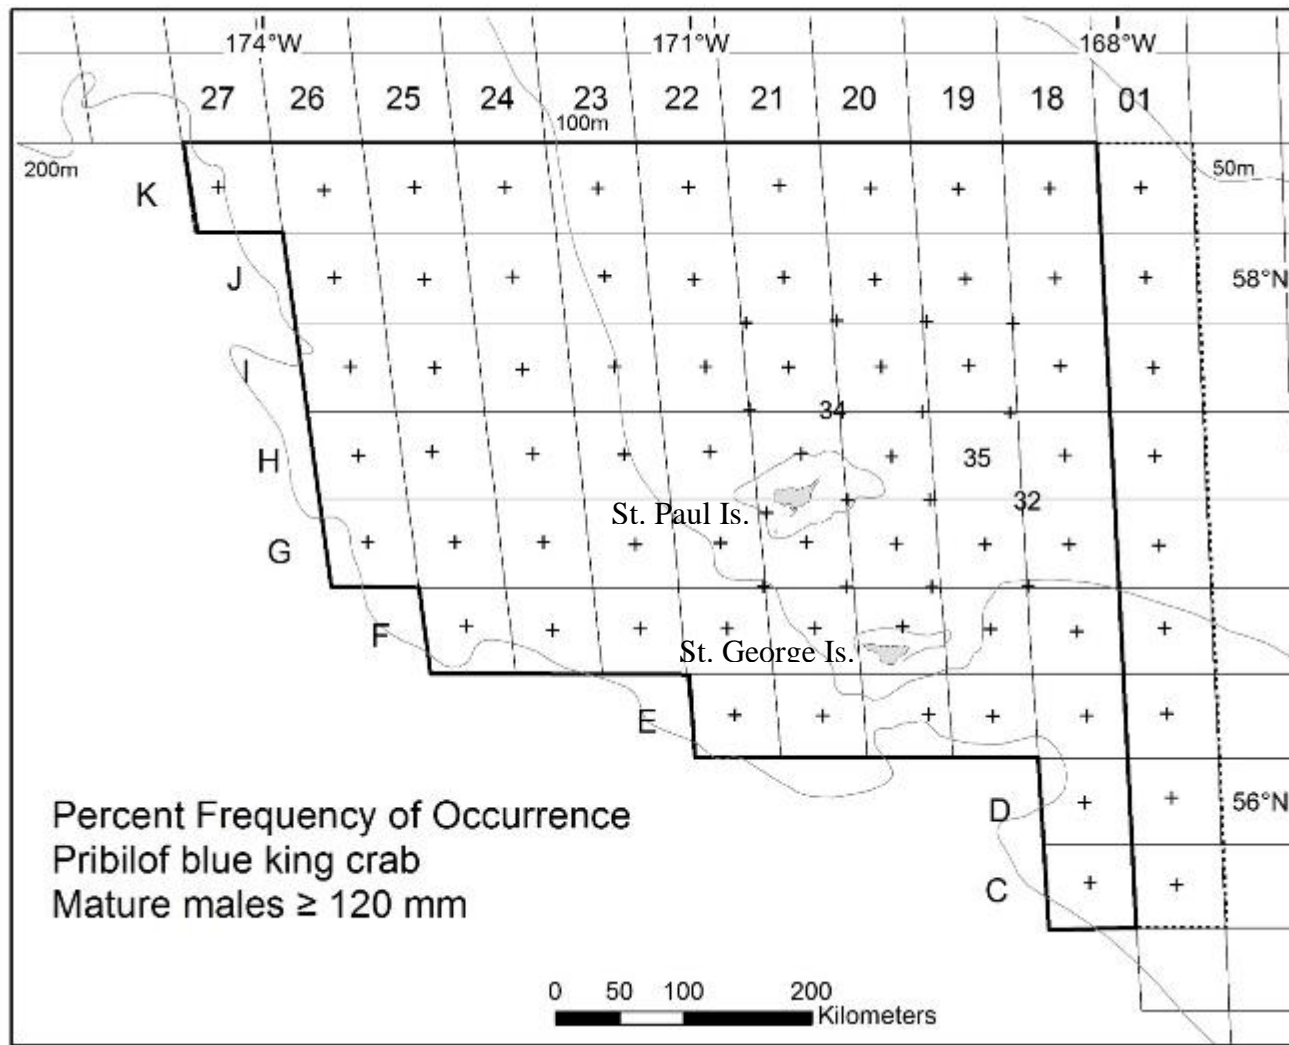 174°W 171°W 168°W
27 26 25 24 23 22 21 20 19 18 01
100m
200m 50m
K
J 58°N
I
34
H 35
32
St. Paul Is.
G
F
St. George Is.
E
D 56°N
Percent Frequency of Occurrence
Pribilof blue king crab
C
Mature males ≥ 120 mm
0 50 100 200
Kilometers